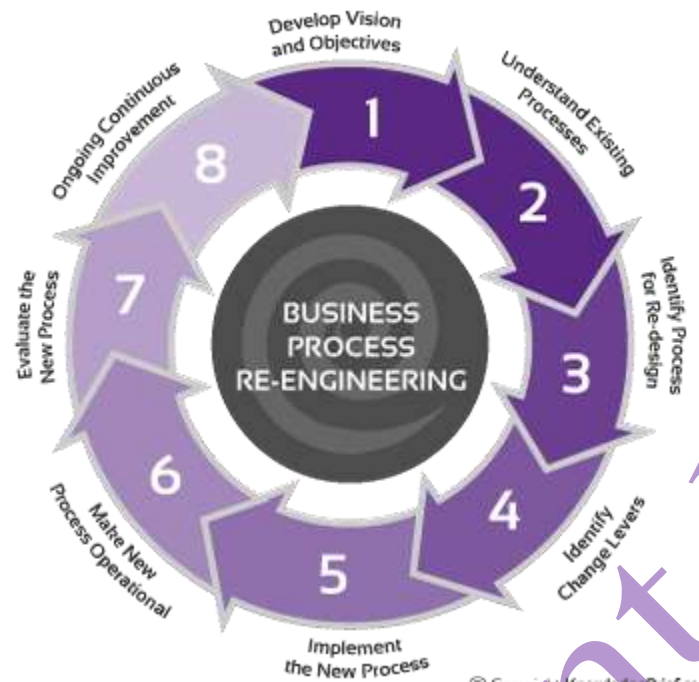 Develop Vision
and Objectives
1
Understand Existing
Processes
2
Identify Process
for Re-design
3
Identify
Change Levels
4
Implement
the New Process
5
Make New
Process Operational
6
Evaluate the
New Process
7
Ongoing Continuous
Improvement
8
BUSINESS
PROCESS
RE-ENGINEERING